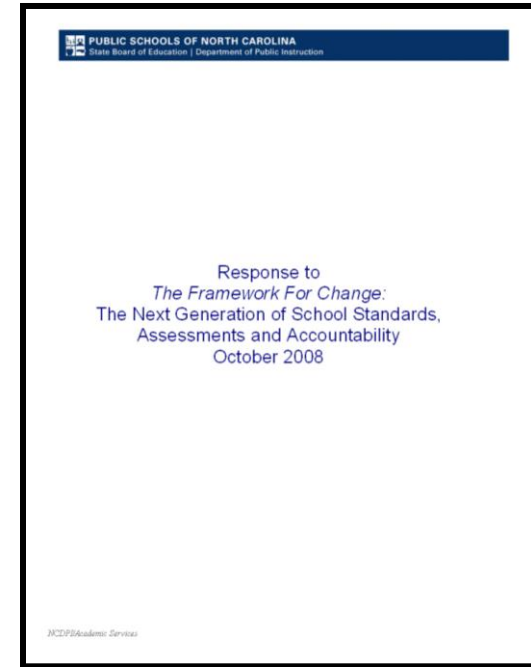 PUBLIC SCHOOLS OF NORTH CAROLINA
State Board of Education | Department of Public Instruction
Response to
The Framework For Change:
The Next Generation of School Standards,
Assessments and Accountability
October 2008
NCDPI/Academic Services